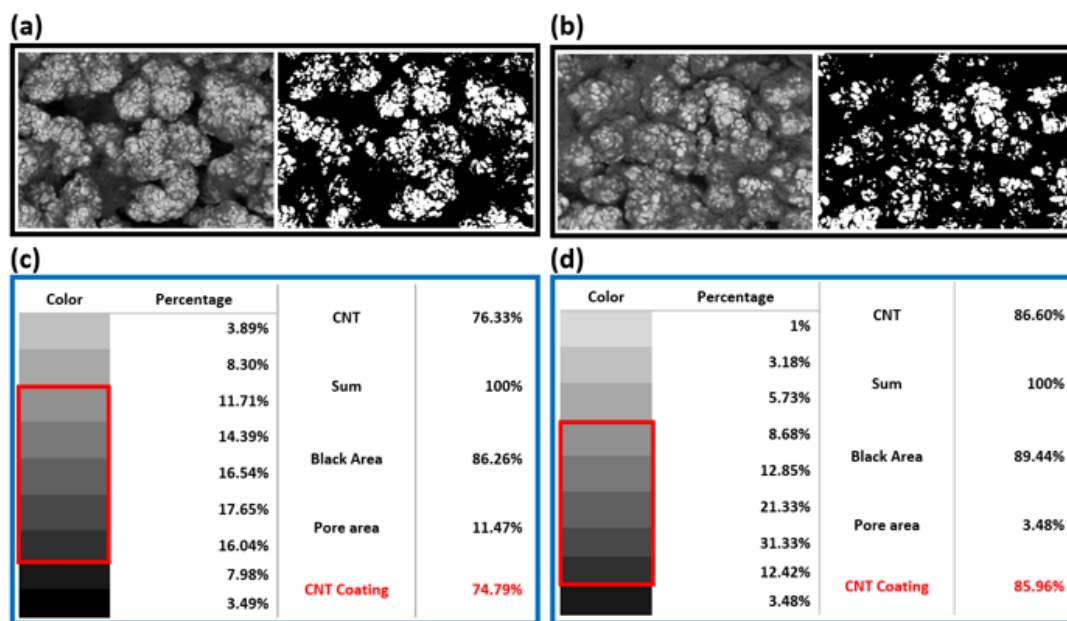 (a)
(b)
(c)
Color Percentage
3.89%
8.30%
11.71%
14.39%
16.54%
17.65%
16.04%
7.98%
3.49%
CNT 76.33%
Sum 100%
Black Area 86.26%
Pore area 11.47%
CNT Coating 74.79%
(d)
Color Percentage
1%
3.18%
5.73%
8.68%
12.85%
21.33%
31.33%
12.42%
3.48%
CNT 86.60%
Sum 100%
Black Area 89.44%
Pore area 3.48%
CNT Coating 85.96%